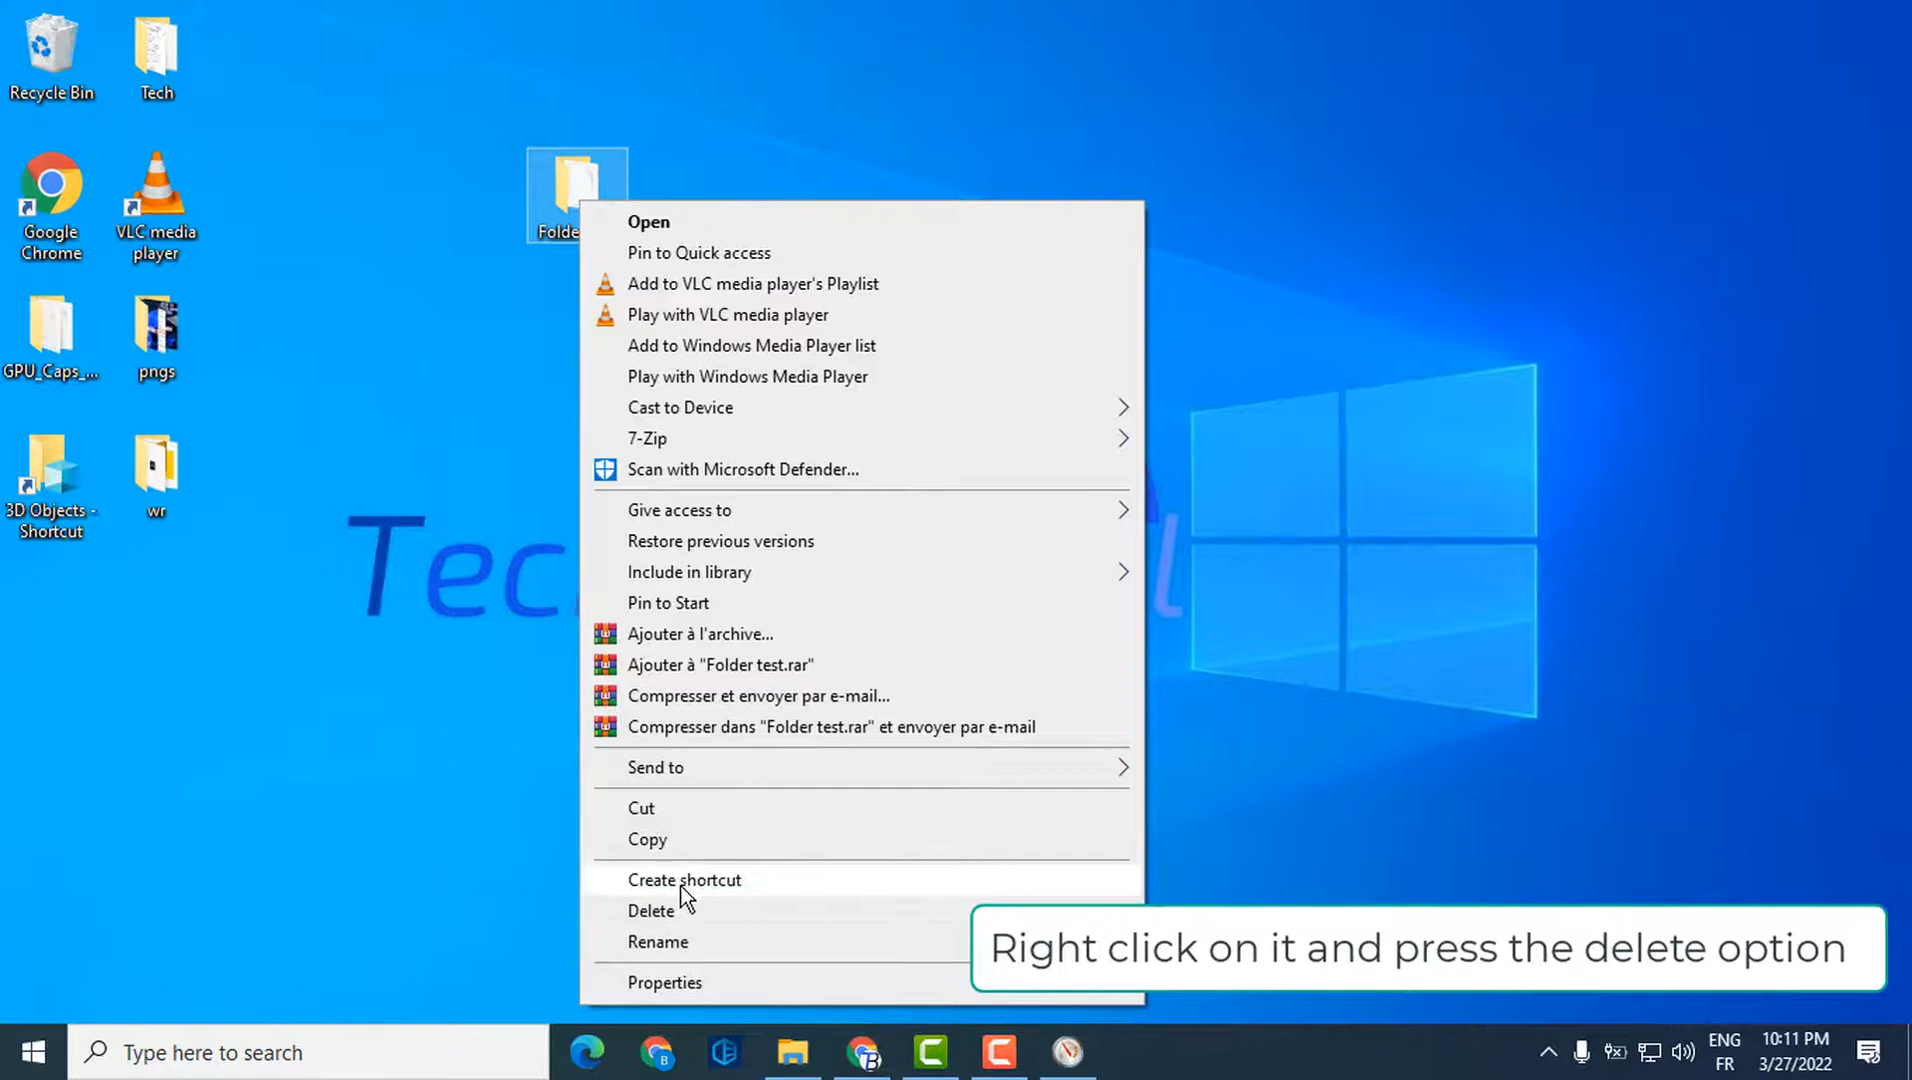 Recycle Bin
Tech
Google
Chrome
VLC media
player
GPU_Caps_...
pngs
3D Objects -
Shortcut
wr
Folde
Open
Pin to Quick access
Add to VLC media player's Playlist
Play with VLC media player
Add to Windows Media Player list
Play with Windows Media Player
Cast to Device
7-Zip
Scan with Microsoft Defender...
Give access to
Restore previous versions
Include in library
Pin to Start
Ajouter à l'archive...
Ajouter à "Folder test.rar"
Compresser et envoyer par e-mail...
Compresser dans "Folder test.rar" et envoyer par e-mail
Send to
Cut
Copy
Create shortcut
Delete
Rename
Properties
Tec
l
Right click on it and press the delete option
Type here to search
ENG
FR
10:11 PM
3/27/2022